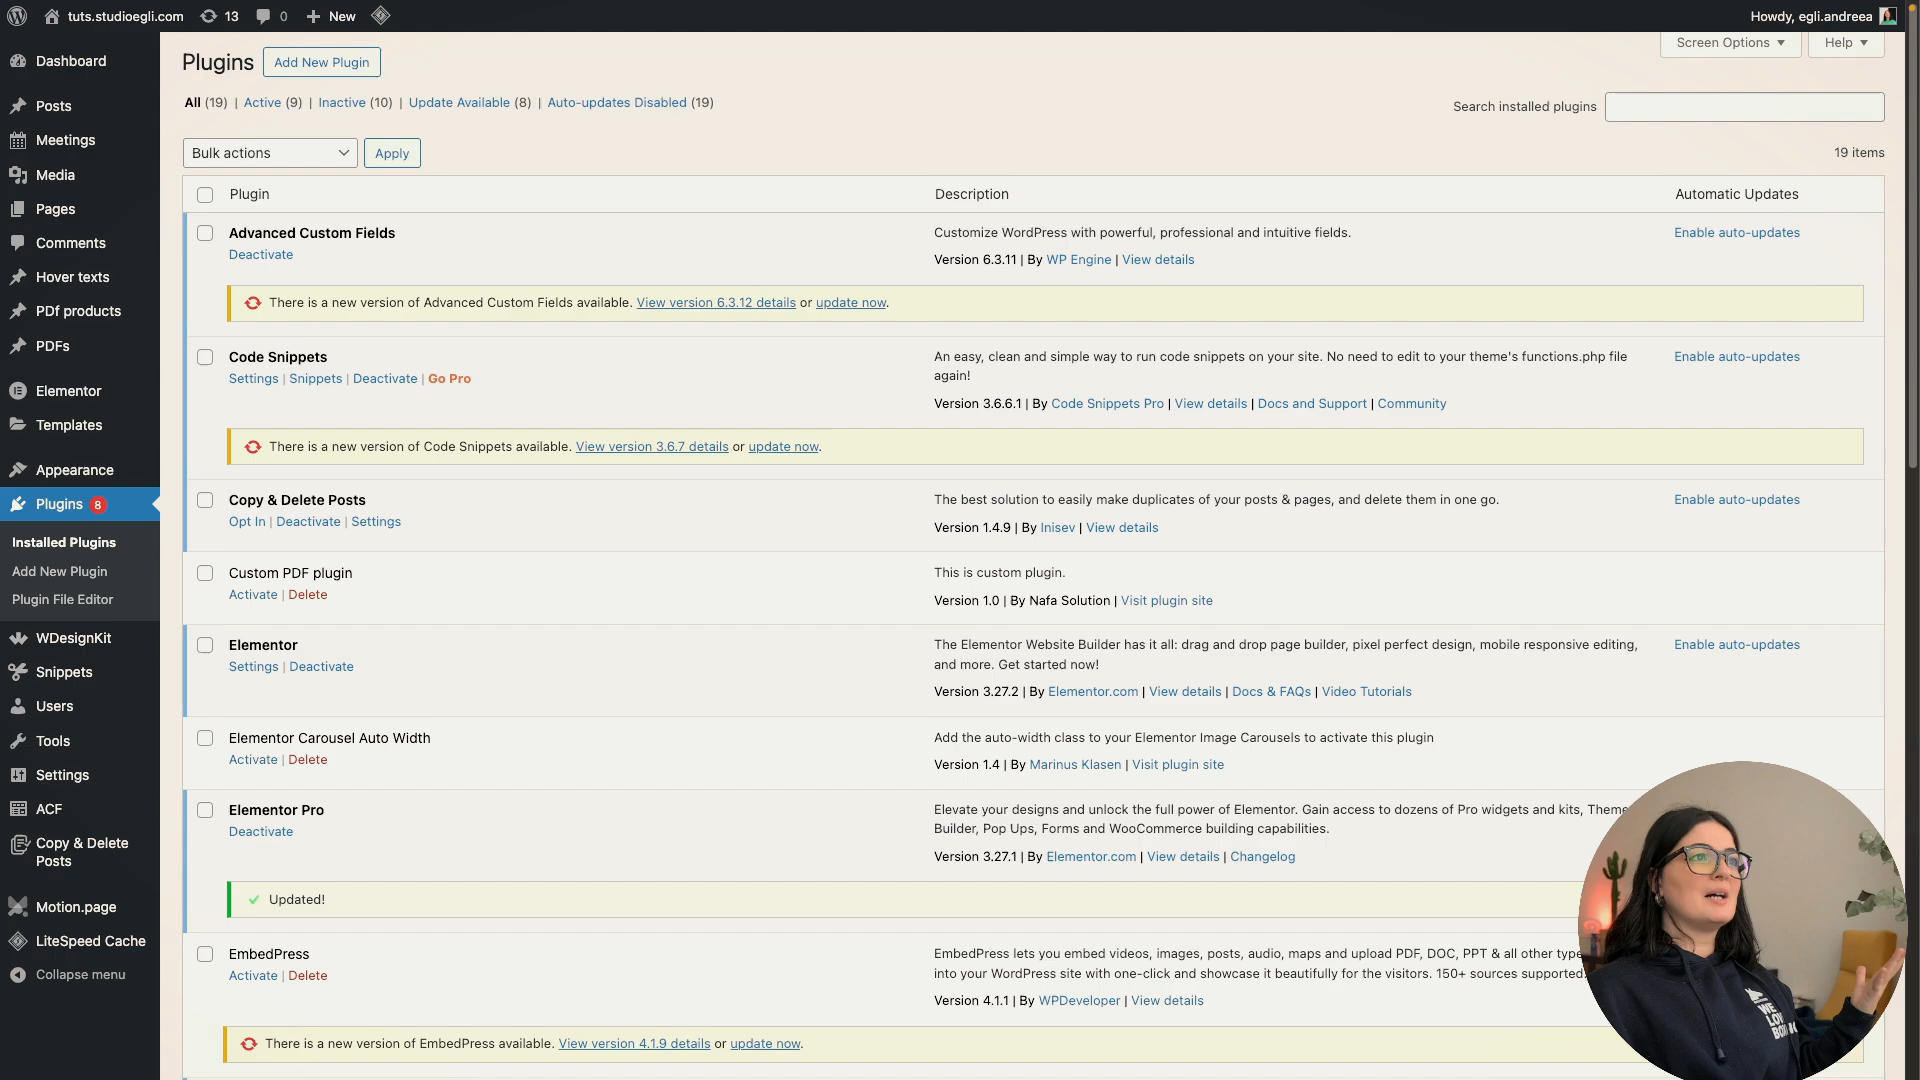 tuts.studioegli.com
13
0
New
Howdy, egli.andreea
Dashboard
Posts
Meetings
Media
Pages
Comments
Hover texts
PDf products
PDFs
Elementor
Templates
Appearance
Plugins 8
Installed Plugins
Add New Plugin
Plugin File Editor
WDesignKit
Snippets
Users
Tools
Settings
ACF
Copy & Delete
Posts
Motion.page
LiteSpeed Cache
Collapse menu
Screen Options
Help
Plugins
Add New Plugin
All (19) | Active (9) | Inactive (10) | Update Available (8) | Auto-updates Disabled (19)
Search installed plugins
Bulk actions
Apply
19 items
Plugin
Description
Automatic Updates
Advanced Custom Fields
Deactivate
Customize WordPress with powerful, professional and intuitive fields.
Version 6.3.11 | By WP Engine | View details
Enable auto-updates
There is a new version of Advanced Custom Fields available. View version 6.3.12 details or update now.
Code Snippets
Settings | Snippets | Deactivate | Go Pro
An easy, clean and simple way to run code snippets on your site. No need to edit to your theme's functions.php file
again!
Version 3.6.6.1 | By Code Snippets Pro | View details | Docs and Support | Community
Enable auto-updates
There is a new version of Code Snippets available. View version 3.6.7 details or update now.
Copy & Delete Posts
Opt In | Deactivate | Settings
The best solution to easily make duplicates of your posts & pages, and delete them in one go.
Version 1.4.9 | By Inisev | View details
Enable auto-updates
Custom PDF plugin
Activate | Delete
This is custom plugin.
Version 1.0 | By Nafa Solution | Visit plugin site
Elementor
Settings | Deactivate
The Elementor Website Builder has it all: drag and drop page builder, pixel perfect design, mobile responsive editing,
and more. Get started now!
Version 3.27.2 | By Elementor.com | View details | Docs & FAQs | Video Tutorials
Enable auto-updates
Elementor Carousel Auto Width
Activate | Delete
Add the auto-width class to your Elementor Image Carousels to activate this plugin
Version 1.4 | By Marinus Klasen | Visit plugin site
Elementor Pro
Deactivate
Elevate your designs and unlock the full power of Elementor. Gain access to dozens of Pro widgets and kits, Theme
Builder, Pop Ups, Forms and WooCommerce building capabilities.
Version 3.27.1 | By Elementor.com | View details | Changelog
Updated!
EmbedPress
Activate | Delete
EmbedPress lets you embed videos, images, posts, audio, maps and upload PDF, DOC, PPT & all other type
into your WordPress site with one-click and showcase it beautifully for the visitors. 150+ sources supported.
Version 4.1.1 | By WPDeveloper | View details
There is a new version of EmbedPress available. View version 4.1.9 details or update now.
WE